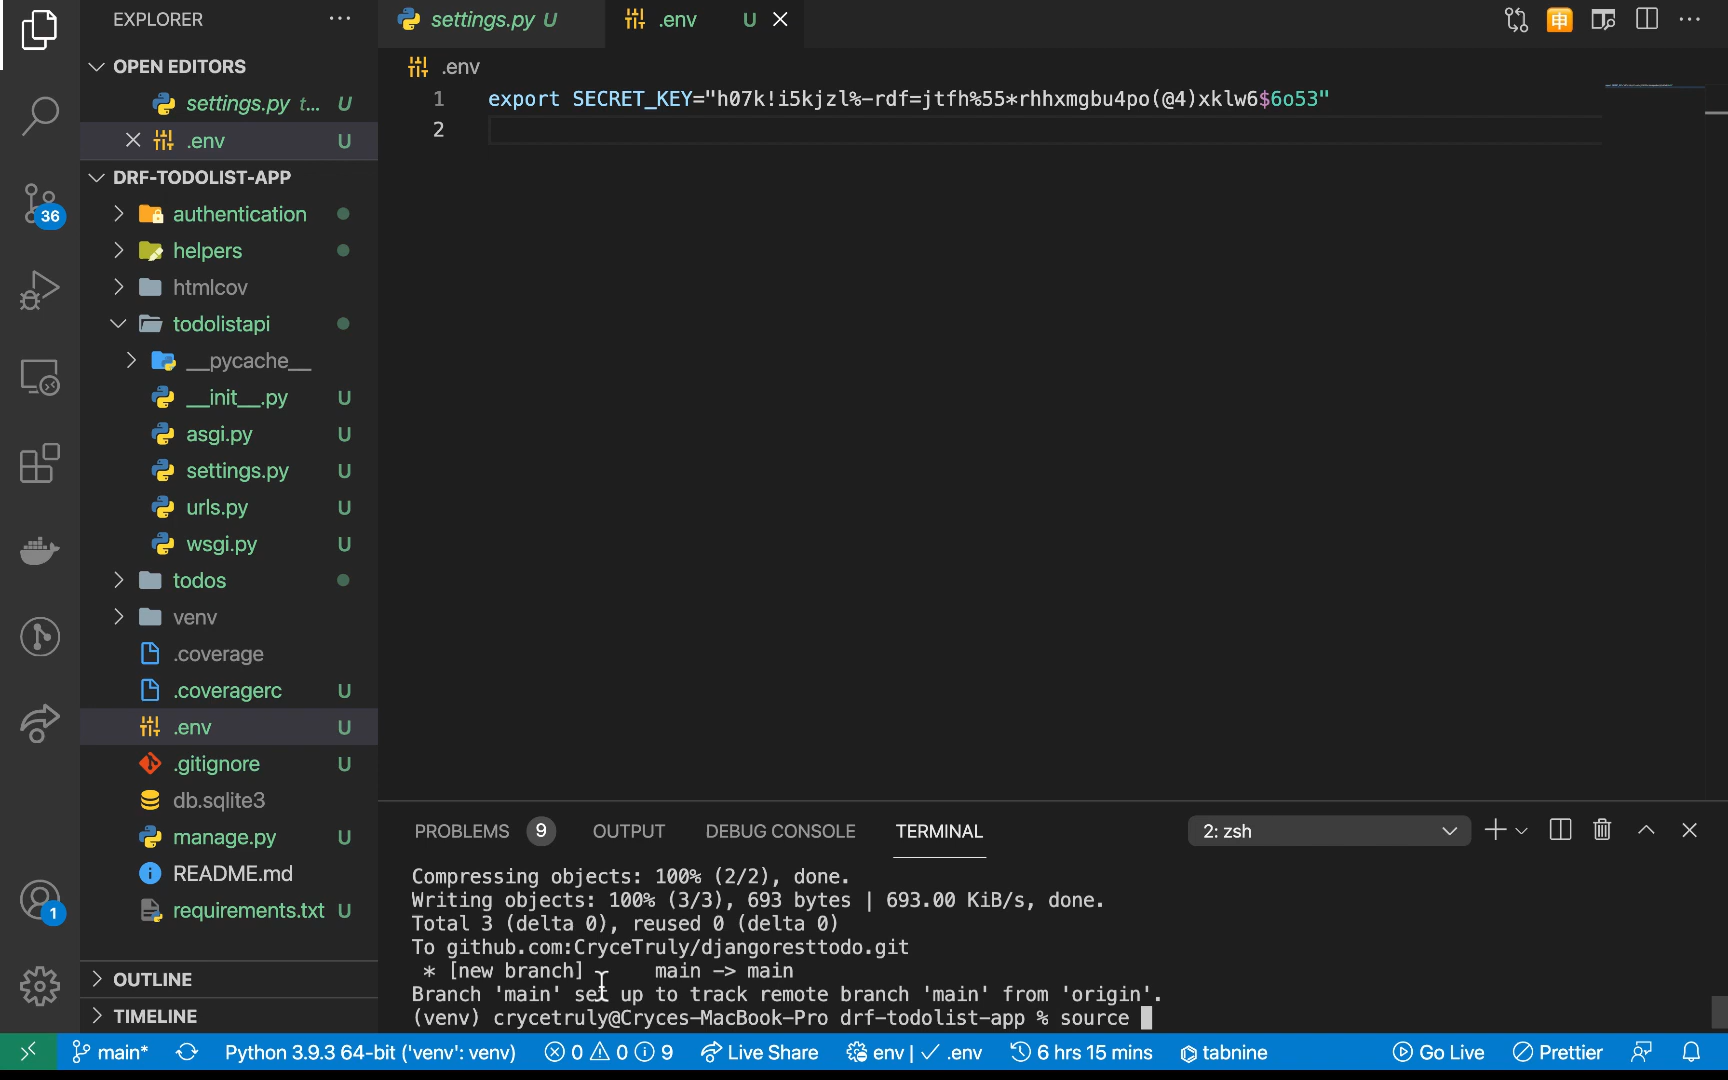 EXPLORER
settings.py U
.env U
OPEN EDITORS
settings.py t... U
.env U
.env
1 export SECRET_KEY="h07k!i5kjzl%-rdf=jtfh%55*rhhxmgbu4po(@4)xklw6$6o53"
2
DRF-TODOLIST-APP
authentication
helpers
htmlcov
todolistapi
__pycache__
__init__.py U
asgi.py U
settings.py U
urls.py U
wsgi.py U
todos
venv
.coverage
.coveragerc U
.env U
.gitignore U
db.sqlite3
manage.py U
README.md
requirements.txt U
OUTLINE
TIMELINE
36
1
申
PROBLEMS 9 OUTPUT DEBUG CONSOLE TERMINAL 2: zsh
Compressing objects: 100% (2/2), done.
Writing objects: 100% (3/3), 693 bytes | 693.00 KiB/s, done.
Total 3 (delta 0), reused 0 (delta 0)
To github.com:CryceTruly/djangoresttodo.git
* [new branch] main -> main
Branch 'main' set up to track remote branch 'main' from 'origin'.
(venv) crycetruly@Cryces-MacBook-Pro drf-todolist-app % source
main* Python 3.9.3 64-bit ('venv': venv) 0 0 9 Live Share env | ✓ .env 6 hrs 15 mins tabnine Go Live Prettier